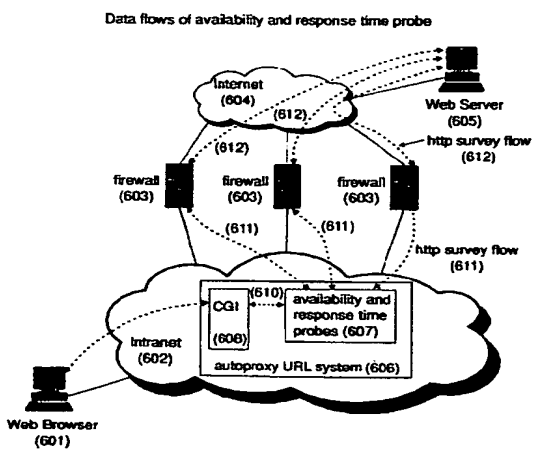 Data flows of availability and response time probe
Internet
(604)
Web Server
(605)
(612)
http survey flow
(612)
(612)
firewall
(603)
firewall
(603)
firewall
(603)
(611)
(611)
http survey flow
(611)
CGI
(608)
(610)
availability and
response time
probes (607)
Intranet
(602)
autoproxy URL system (606)
Web Browser
(601)